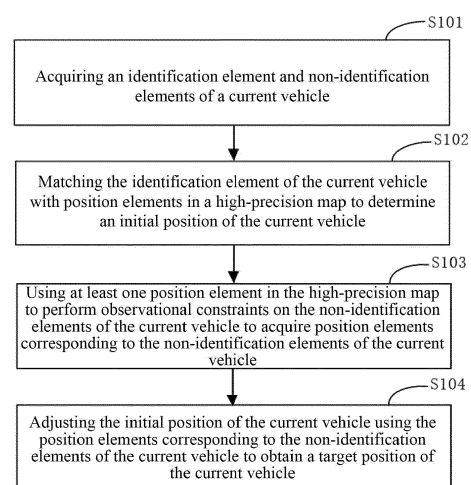 S101
Acquiring an identification element and non-identification
elements of a current vehicle
S102
Matching the identification element of the current vehicle
with position elements in a high-precision map to determine
an initial position of the current vehicle
S103
Using at least one position element in the high-precision map
to perform observational constraints on the non-identification
elements of the current vehicle to acquire position elements
corresponding to the non-identification elements of the current
vehicle
S104
Adjusting the initial position of the current vehicle using the
position elements corresponding to the non-identification
elements of the current vehicle to obtain a target position of
the current vehicle